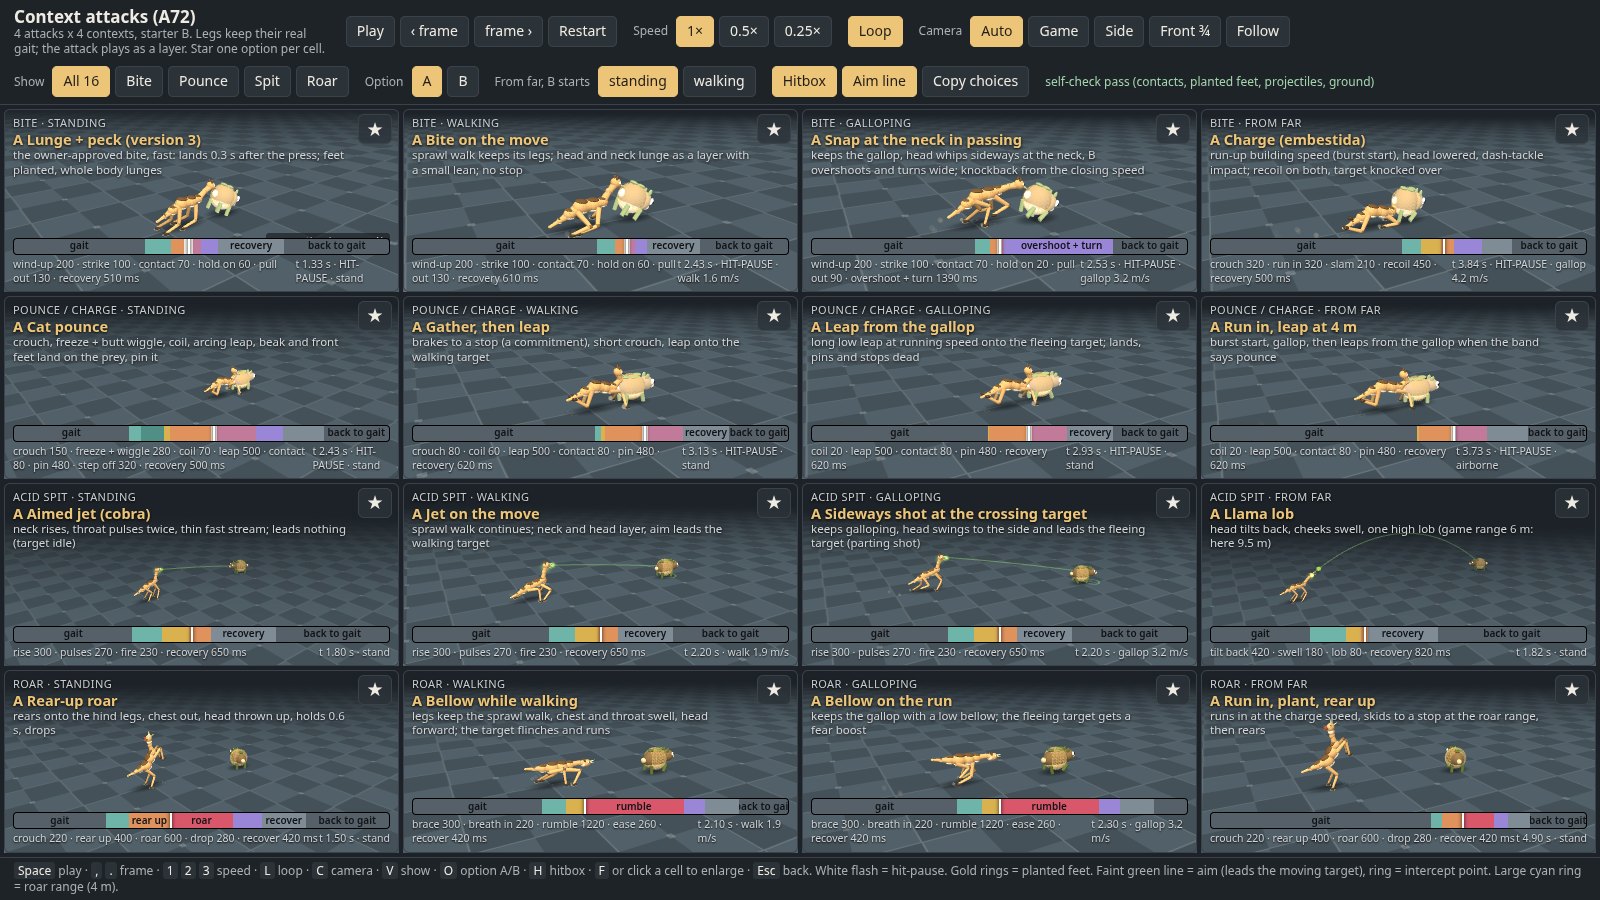 Context attacks (A72)
4 attacks x 4 contexts, starter B. Legs keep their real
gait; the attack plays as a layer. Star one option per cell.
Play ‹ frame frame › Restart Speed 1× 0.5× 0.25× Loop Camera Auto Game Side Front ¾ Follow
Show All 16 Bite Pounce Spit Roar Option A B From far, B starts standing walking Hitbox Aim line Copy choices self-check pass (contacts, planted feet, projectiles, ground)
BITE · STANDING
A Lunge + peck (version 3)
the owner-approved bite, fast: lands 0.3 s after the press; feet
planted, whole body lunges
gait recovery back to gait
wind-up 200 · strike 100 · contact 70 · hold on 60 · pull
out 130 · recovery 510 ms
t 1.33 s · HIT-
PAUSE · stand
BITE · WALKING
A Bite on the move
sprawl walk keeps its legs; head and neck lunge as a layer with
a small lean; no stop
gait recovery back to gait
wind-up 200 · strike 100 · contact 70 · hold on 60 · pull
out 130 · recovery 610 ms
t 2.43 s · HIT-PAUSE ·
walk 1.6 m/s
BITE · GALLOPING
A Snap at the neck in passing
keeps the gallop, head whips sideways at the neck, B
overshoots and turns wide; knockback from the closing speed
gait overshoot + turn back to gait
wind-up 200 · strike 100 · contact 70 · hold on 20 · pull
out 90 · overshoot + turn 1390 ms
t 2.53 s · HIT-PAUSE ·
gallop 3.2 m/s
BITE · FROM FAR
A Charge (embestida)
run-up building speed (burst start), head lowered, dash-tackle
impact; recoil on both, target knocked over
gait back to gait
crouch 320 · run in 320 · slam 210 · recoil 450 ·
recovery 500 ms
t 3.84 s · HIT-PAUSE · gallop
4.2 m/s
POUNCE / CHARGE · STANDING
A Cat pounce
crouch, freeze + butt wiggle, coil, arcing leap, beak and front
feet land on the prey, pin it
gait back to gait
crouch 150 · freeze + wiggle 280 · coil 70 · leap 500 · contact
80 · pin 480 · step off 320 · recovery 500 ms
t 2.43 s · HIT-
PAUSE · stand
POUNCE / CHARGE · WALKING
A Gather, then leap
brakes to a stop (a commitment), short crouch, leap onto the
walking target
gait recovery back to gait
crouch 80 · coil 60 · leap 500 · contact 80 · pin 480 ·
recovery 620 ms
t 3.13 s · HIT-PAUSE ·
stand
POUNCE / CHARGE · GALLOPING
A Leap from the gallop
long low leap at running speed onto the fleeing target; lands,
pins and stops dead
gait recovery back to gait
coil 20 · leap 500 · contact 80 · pin 480 · recovery
620 ms
t 2.93 s · HIT-PAUSE ·
stand
POUNCE / CHARGE · FROM FAR
A Run in, leap at 4 m
burst start, gallop, then leaps from the gallop when the band
says pounce
gait back to gait
coil 20 · leap 500 · contact 80 · pin 480 · recovery
620 ms
t 3.73 s · HIT-PAUSE ·
airborne
ACID SPIT · STANDING
A Aimed jet (cobra)
neck rises, throat pulses twice, thin fast stream; leads nothing
(target idle)
gait recovery back to gait
rise 300 · pulses 270 · fire 230 · recovery 650 ms t 1.80 s · stand
ACID SPIT · WALKING
A Jet on the move
sprawl walk continues; neck and head layer, aim leads the
walking target
gait recovery back to gait
rise 300 · pulses 270 · fire 230 · recovery 650 ms t 2.20 s · walk 1.9 m/s
ACID SPIT · GALLOPING
A Sideways shot at the crossing target
keeps galloping, head swings to the side and leads the fleeing
target (parting shot)
gait recovery back to gait
rise 300 · pulses 270 · fire 230 · recovery 650 ms t 2.20 s · gallop 3.2 m/s
ACID SPIT · FROM FAR
A Llama lob
head tilts back, cheeks swell, one high lob (game range 6 m:
here 9.5 m)
gait recovery back to gait
tilt back 420 · swell 180 · lob 80 · recovery 820 ms t 1.82 s · stand
ROAR · STANDING
A Rear-up roar
rears onto the hind legs, chest out, head thrown up, holds 0.6
s, drops
gait rear up roar recover back to gait
crouch 220 · rear up 400 · roar 600 · drop 280 · recover 420 ms t 1.50 s · stand
ROAR · WALKING
A Bellow while walking
legs keep the sprawl walk, chest and throat swell, head
forward; the target flinches and runs
gait rumble back to gait
brace 300 · breath in 220 · rumble 1220 · ease 260 ·
recover 420 ms
t 2.10 s · walk 1.9
m/s
ROAR · GALLOPING
A Bellow on the run
keeps the gallop with a low bellow; the fleeing target gets a
fear boost
gait rumble back to gait
brace 300 · breath in 220 · rumble 1220 · ease 260 ·
recover 420 ms
t 2.30 s · gallop 3.2
m/s
ROAR · FROM FAR
A Run in, plant, rear up
runs in at the charge speed, skids to a stop at the roar range,
then rears
gait back to gait
crouch 220 · rear up 400 · roar 600 · drop 280 · recover 420 ms t 4.90 s · stand
Space play · , . frame · 1 2 3 speed · L loop · C camera · V show · O option A/B · H hitbox · F or click a cell to enlarge · Esc back. White flash = hit-pause. Gold rings = planted feet. Faint green line = aim (leads the moving target), ring = intercept point. Large cyan ring
= roar range (4 m).